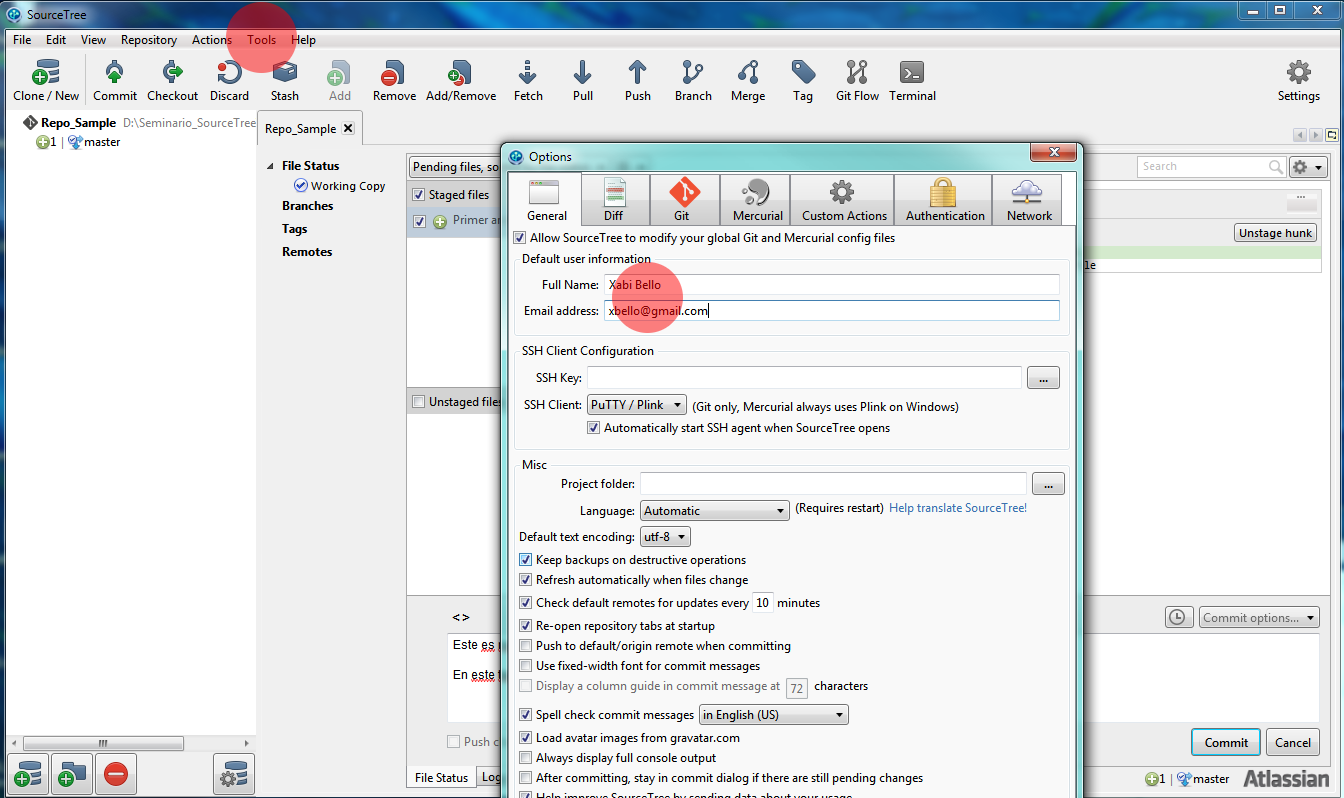 SourceTree
File Edit View Repository Actions Tools Help
Clone / New Commit Checkout Discard Stash Add Remove Add/Remove Fetch Pull Push Branch Merge Tag Git Flow Terminal Settings
Repo_Sample D:\Seminario_SourceTree
1 | master
Repo_Sample
File Status
Working Copy
Branches
Tags
Remotes
Pending files, so
Search
Staged files
Primer ar
Unstage hunk
le
Unstaged files
Options
General Diff Git Mercurial Custom Actions Authentication Network
Allow SourceTree to modify your global Git and Mercurial config files
Default user information
Full Name: Xabi Bello
Email address: xbello@gmail.com
SSH Client Configuration
SSH Key: ...
SSH Client: PuTTY / Plink (Git only, Mercurial always uses Plink on Windows)
Automatically start SSH agent when SourceTree opens
Misc
Project folder: ...
Language: Automatic (Requires restart) Help translate SourceTree!
Default text encoding: utf-8
Keep backups on destructive operations
Refresh automatically when files change
Check default remotes for updates every 10 minutes
Re-open repository tabs at startup
Push to default/origin remote when committing
Use fixed-width font for commit messages
Display a column guide in commit message at 72 characters
Spell check commit messages in English (US)
Load avatar images from gravatar.com
Always display full console output
After committing, stay in commit dialog if there are still pending changes
Help improve SourceTree by sending data about your usage
<>
Commit options...
Este es
En este
Push c
Commit Cancel
File Status Log
1 | master Atlassian